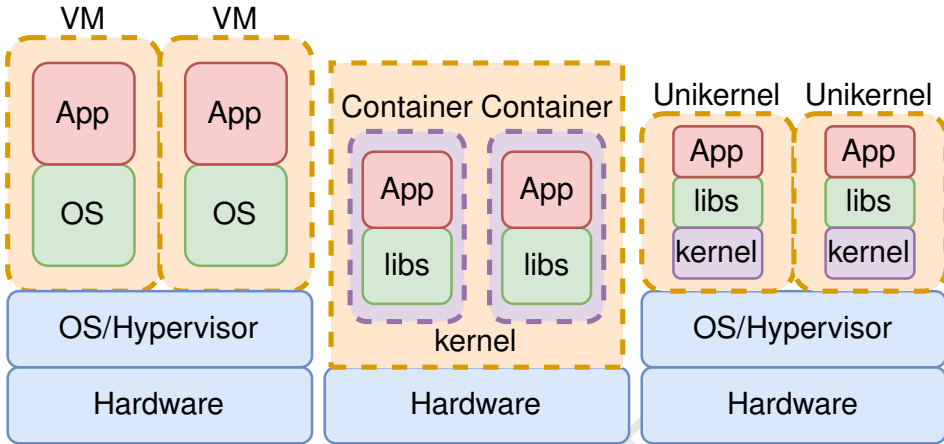 VM
VM
App
App
OS
OS
OS/Hypervisor
Hardware
Container
Container
App
App
libs
libs
kernel
Hardware
Unikernel
Unikernel
App
App
libs
libs
kernel
kernel
OS/Hypervisor
Hardware